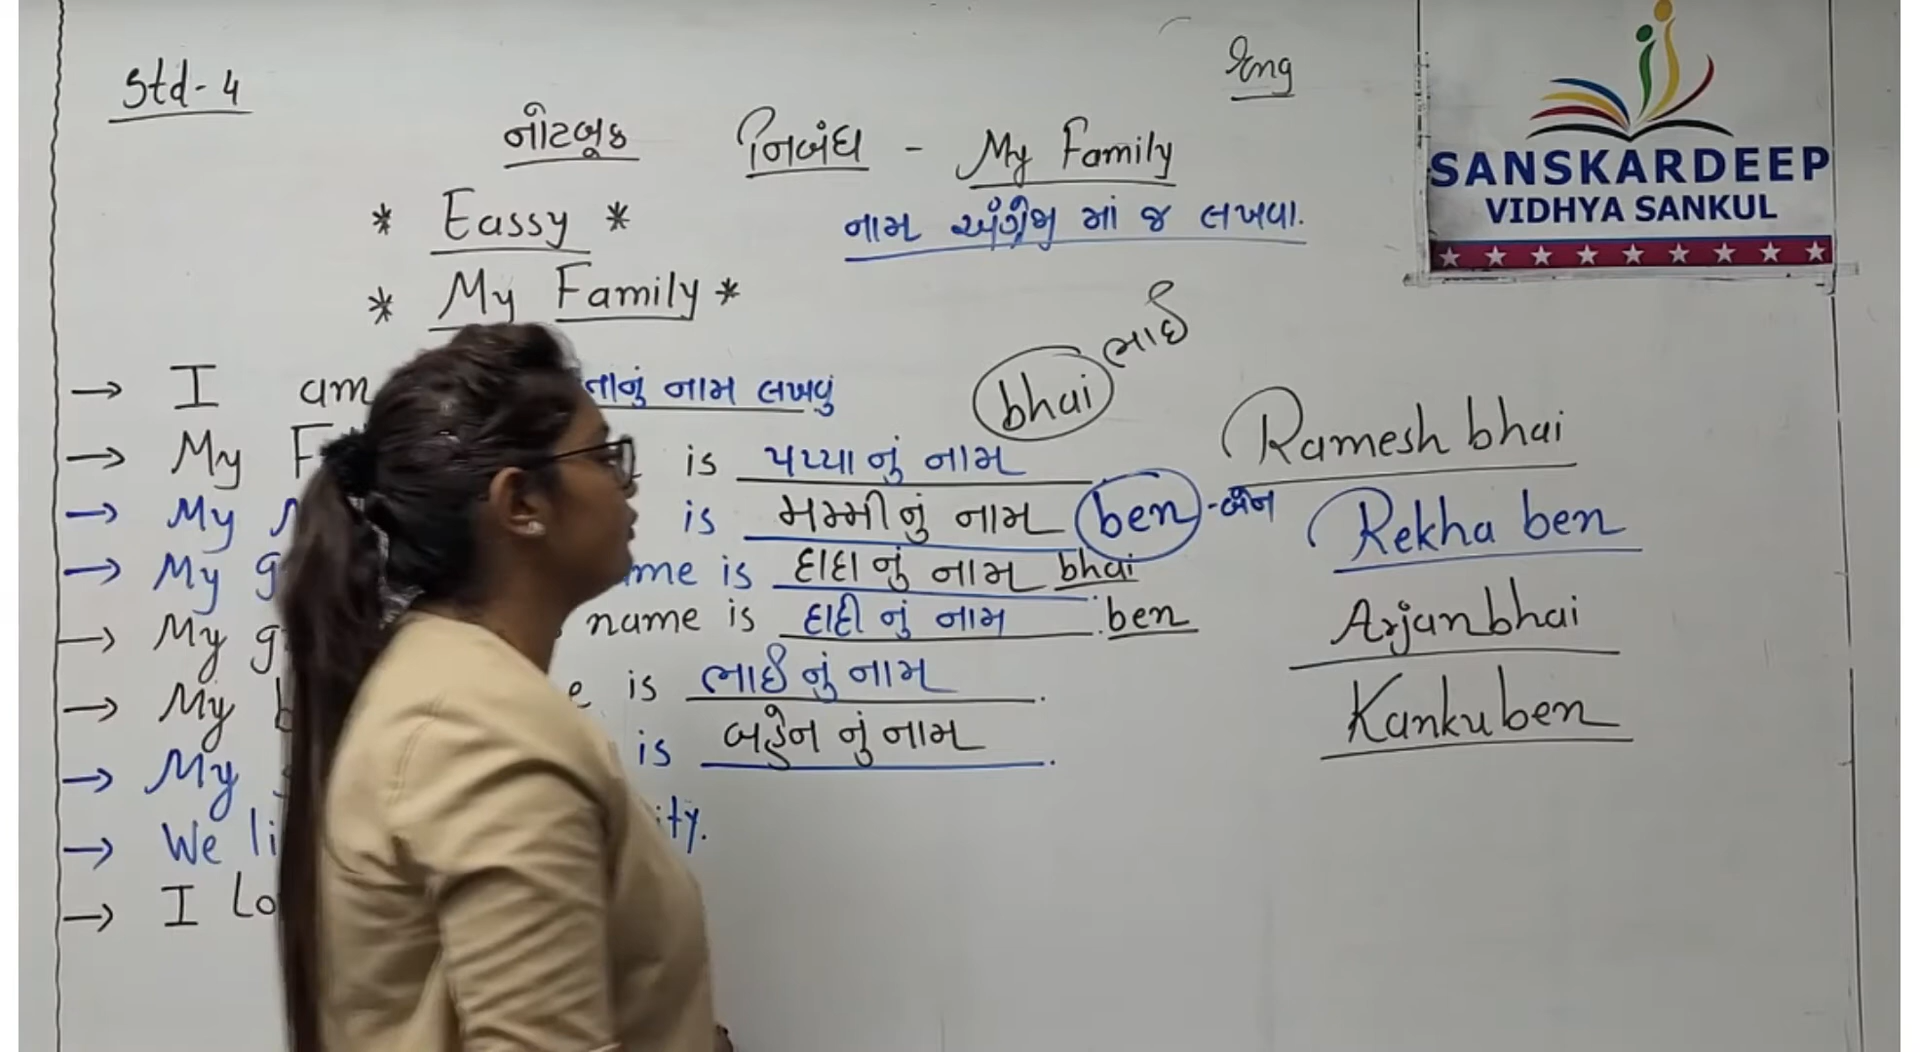 Std-4
Eng
નોટબૂક નિબંધ - My Family
* Eassy *
નામ અંગ્રેજી માં જ લખવા.
* My Family *
SANSKARDEEP
VIDHYA SANKUL
→ I am તાનું નામ લખવું
bhai ભાઈ
→ My F is પપ્પા નું નામ
Ramesh bhai
→ My is મમ્મી નું નામ ben - બેન
Rekha ben
→ My g me is દાદા નું નામ bhai
→ My g name is દાદી નું નામ ben
Arjanbhai
→ My b e is ભાઈ નું નામ.
Kankuben
→ My is બહેન નું નામ.
→ We li ity.
→ I Lo